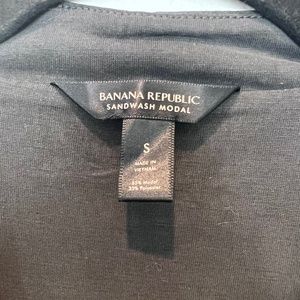 BANANA REPUBLIC
SANDWASH MODAL
S
MADE IN
VIETNAM